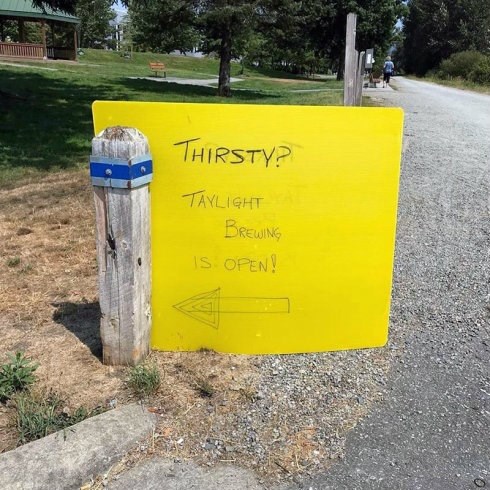 THIRSTY?
TAYLIGHT
BREWING
IS OPEN!